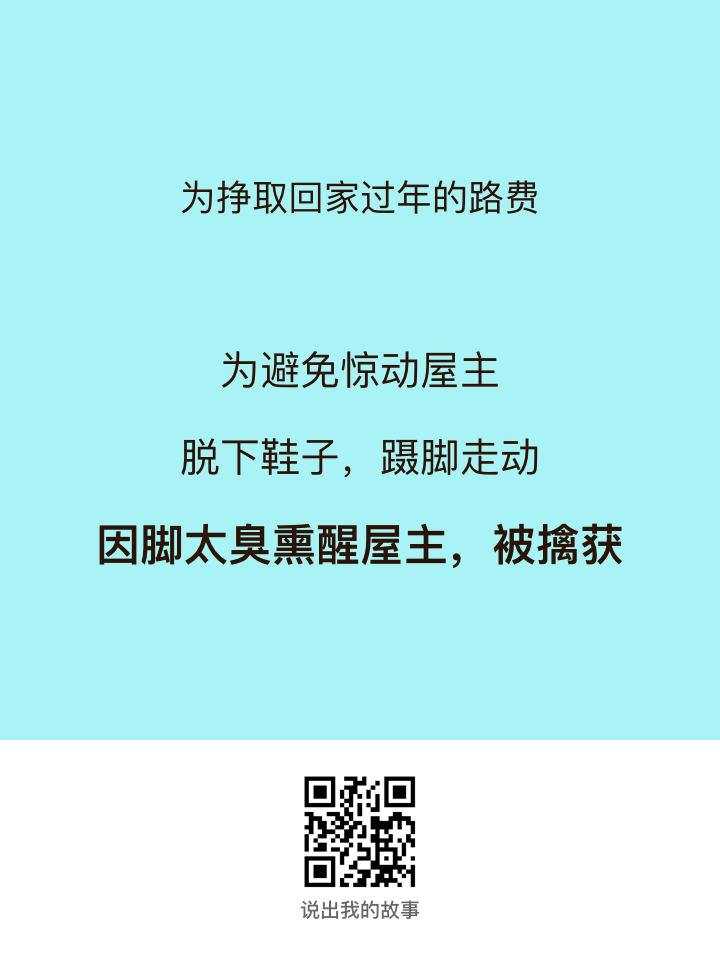 为挣取回家过年的路费
为避免惊动屋主
脱下鞋子，蹑脚走动
因脚太臭熏醒屋主，被擒获
说出我的故事